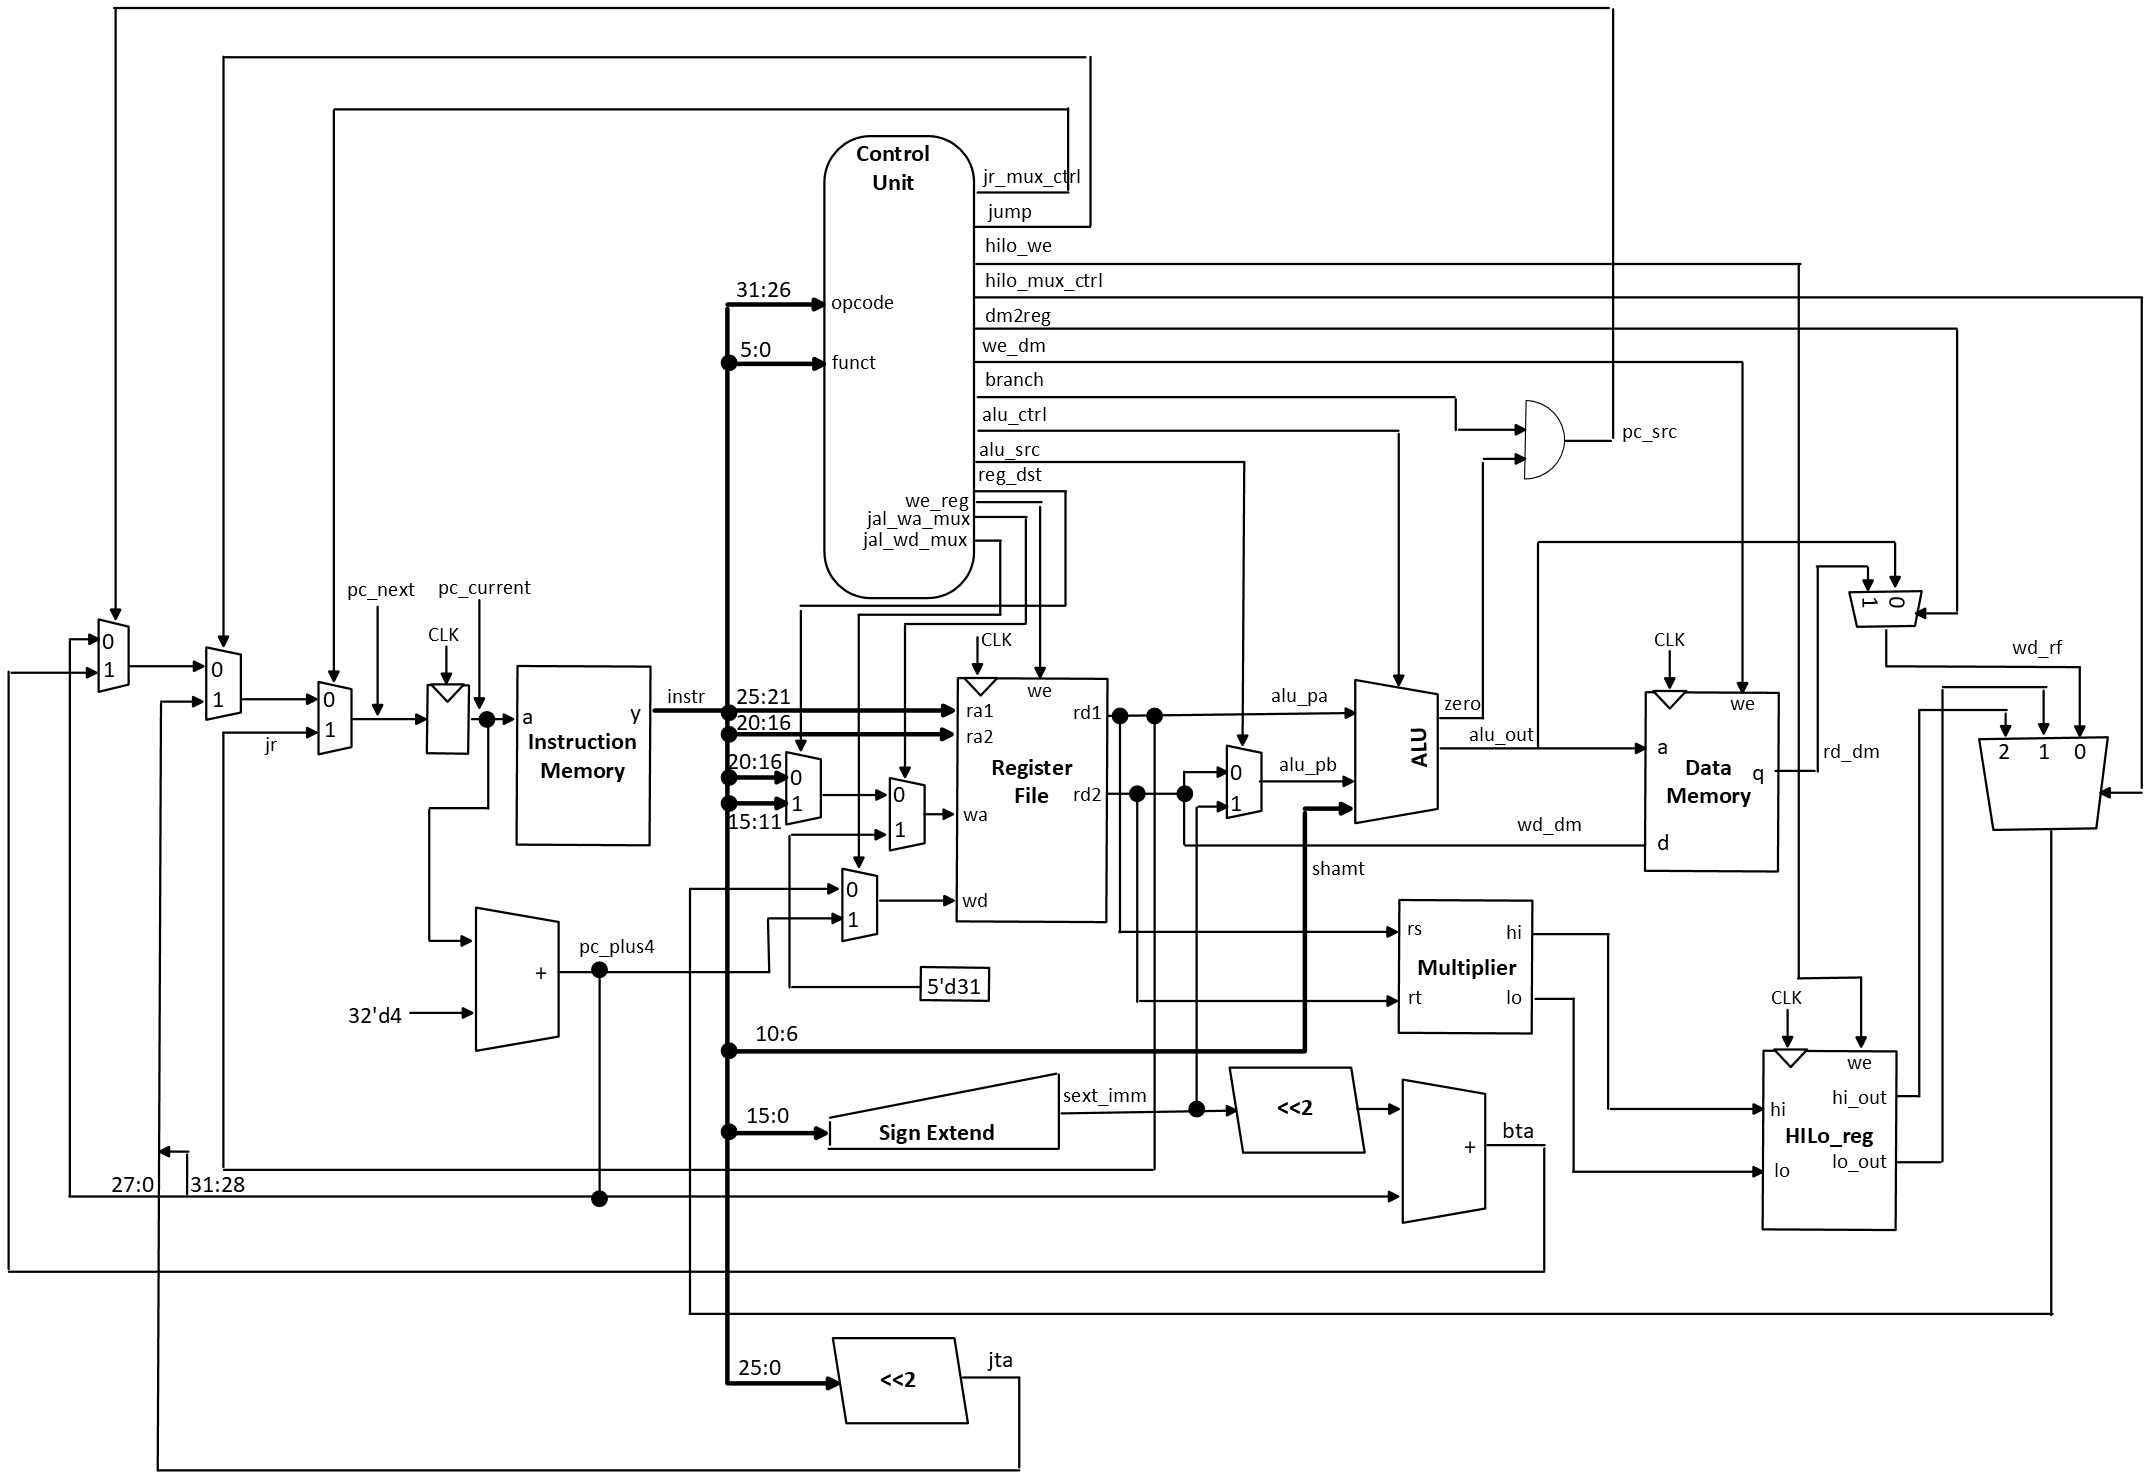 Control
Unit
jr_mux_ctrl
jump
hilo_we
hilo_mux_ctrl
dm2reg
we_dm
branch
alu_ctrl
alu_src
reg_dst
we_reg
jal_wa_mux
jal_wd_mux
31:26
opcode
5:0
funct
pc_src
pc_next
pc_current
CLK
0
1
0
1
0
1
jr
a
y
Instruction
Memory
instr
25:21
20:16
20:16
15:11
0
1
0
1
0
1
CLK
we
ra1
ra2
rd1
Register
File
rd2
wa
wd
alu_pa
alu_pb
0
1
ALU
zero
alu_out
wd_dm
shamt
CLK
we
a
Data
Memory
q
d
rd_dm
1
0
wd_rf
2
1
0
pc_plus4
+
32'd4
5'd31
10:6
rs
hi
Multiplier
rt
lo
CLK
we
hi
hi_out
HILo_reg
lo
lo_out
15:0
Sign Extend
sext_imm
<<2
+
bta
27:0
31:28
25:0
<<2
jta